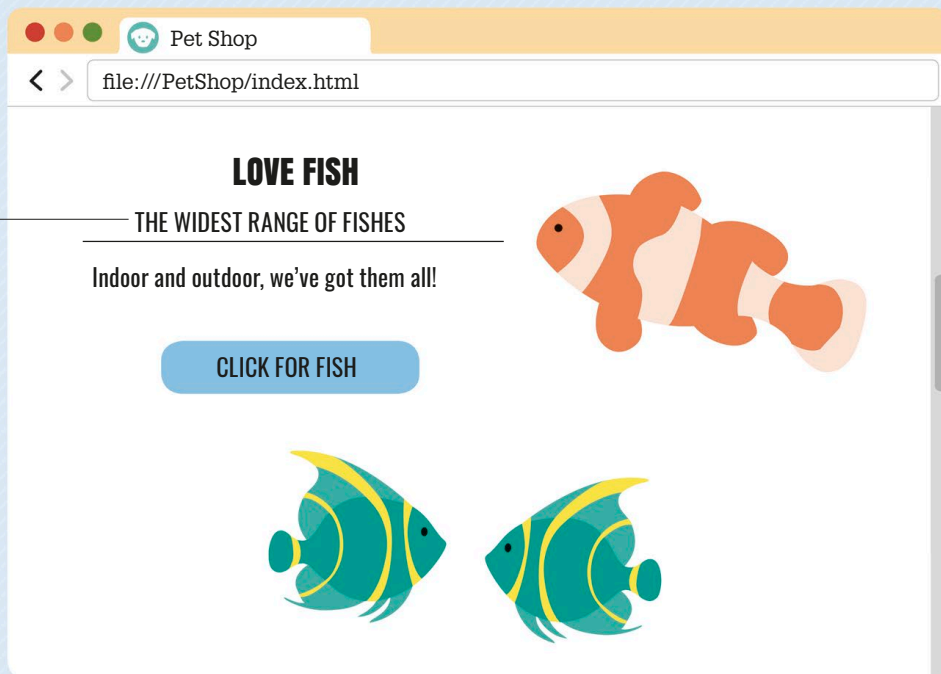 Pet Shop
file:///PetShop/index.html
LOVE FISH
THE WIDEST RANGE OF FISHES
Indoor and outdoor, we’ve got them all!
CLICK FOR FISH